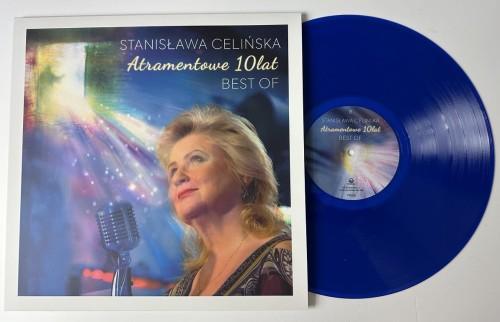 STANISŁAWA CELIŃSKA
Atramentowe 10lat
BEST OF
STANISŁAWA CELIŃSKA
Atramentowe 10lat
BEST OF